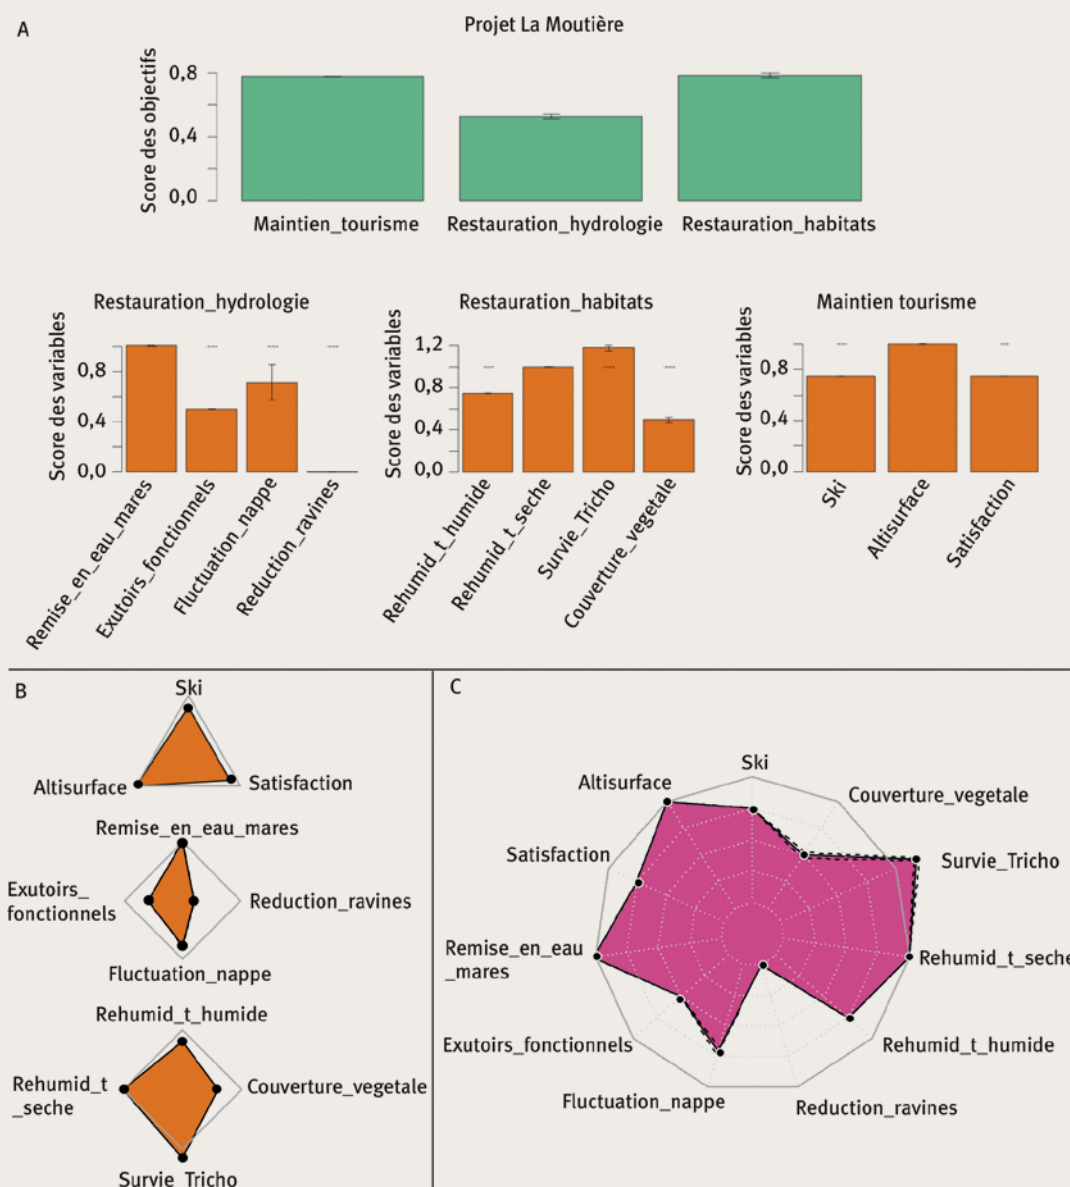 A
Projet La Moutière
Score des objectifs
0,8
0,4
0,0
Maintien_tourisme
Restauration_hydrologie
Restauration_habitats
Restauration_hydrologie
Score des variables
0,8
0,4
0,0
Remise_en_eau_mares
Exutoirs_fonctionnels
Fluctuation_nappe
Reduction_ravines
Restauration_habitats
Score des variables
1,2
0,8
0,4
0,0
Rehumid_t_humide
Rehumid_t_seche
Survie_Tricho
Couverture_vegetale
Maintien tourisme
Score des variables
0,8
0,4
0,0
Ski
Altisurface
Satisfaction
B
Ski
Altisurface
Satisfaction
Remise_en_eau_mares
Exutoirs_
fonctionnels
Reduction_ravines
Fluctuation_nappe
Rehumid_t_humide
Rehumid_t
_seche
Couverture_vegetale
Survie_Tricho
C
Ski
Altisurface
Couverture_vegetale
Satisfaction
Survie_Tricho
Remise_en_eau
_mares
Rehumid_t_seche
Exutoirs_fonctionnels
Rehumid_t_humide
Fluctuation_nappe
Reduction_ravines